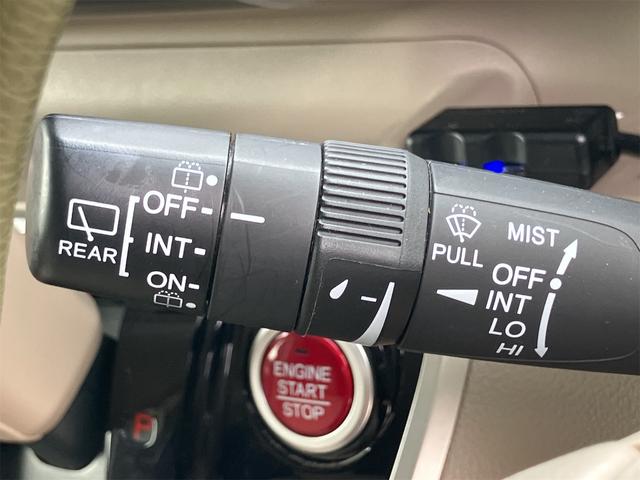 OFF
INT
ON
REAR
MIST
PULL
OFF
INT
LO
HI
ENGINE
START
STOP
P